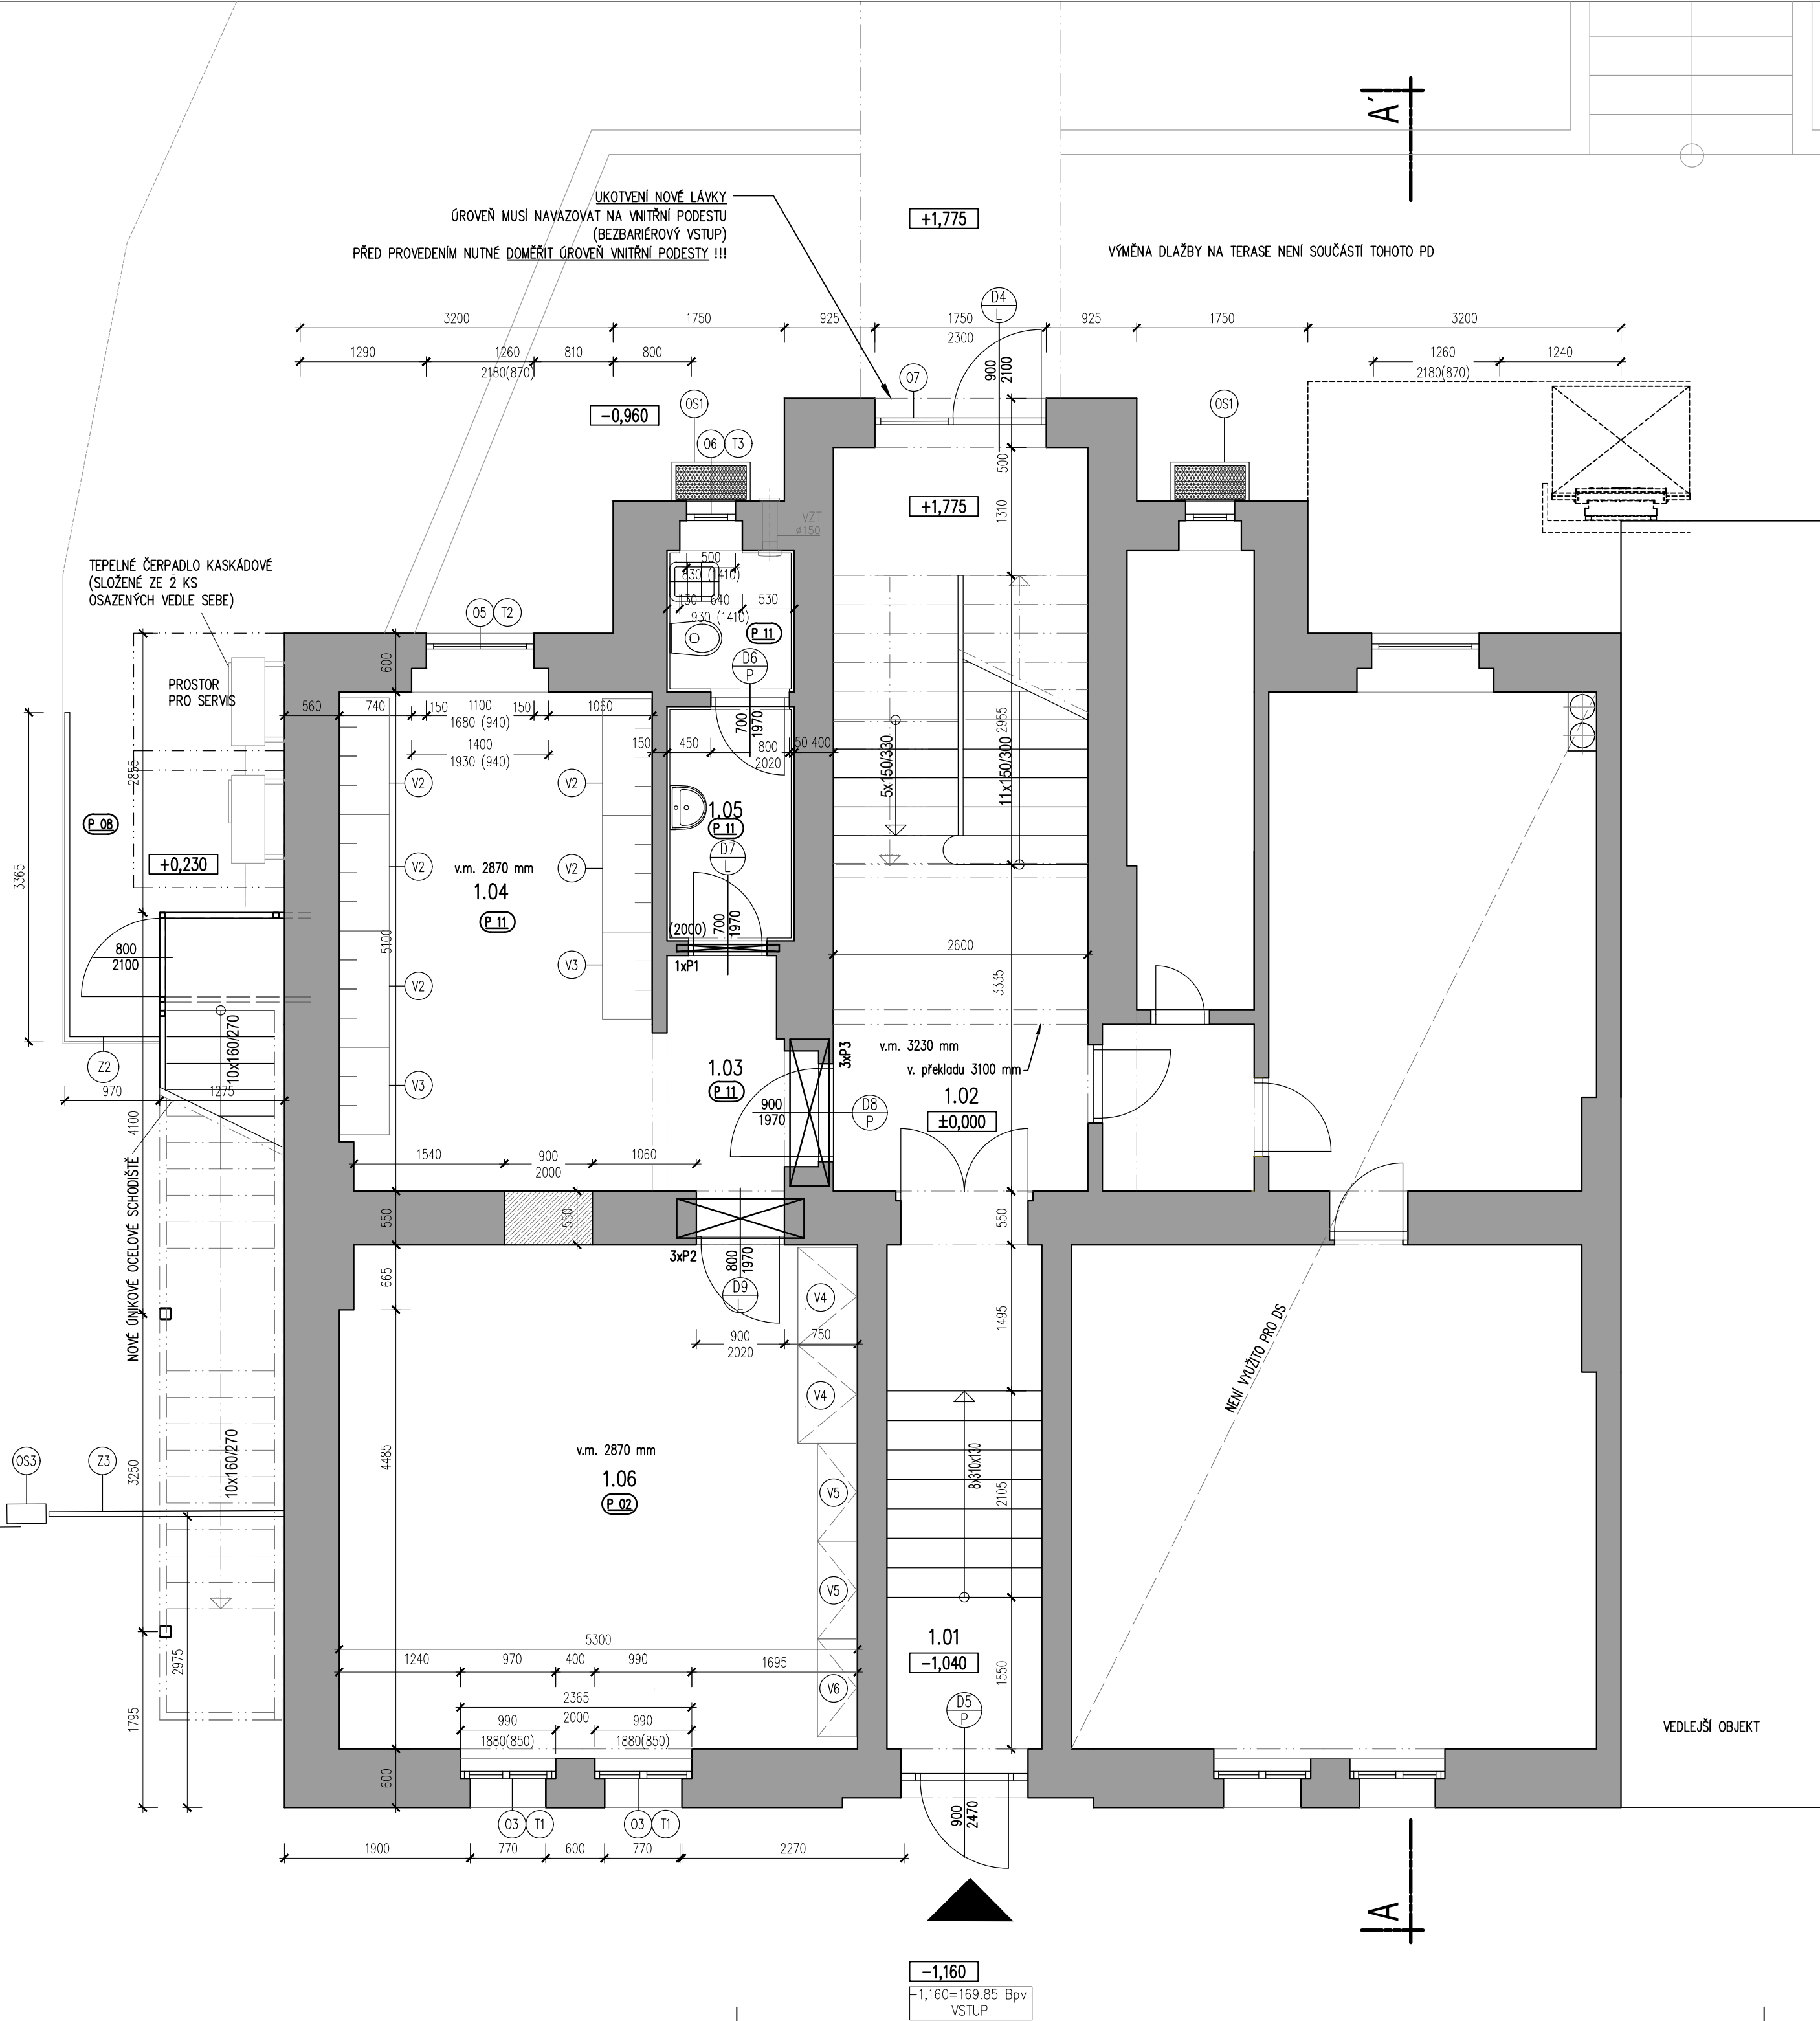 A´
UKOTVENÍ NOVÉ LÁVKY
ÚROVEŇ MUSÍ NAVAZOVAT NA VNITŘNÍ PODESTU
(BEZBARIÉROVÝ VSTUP)
PŘED PROVEDENÍM NUTNÉ DOMĚŘIT ÚROVEŇ VNITŘNÍ PODESTY !!!
+1,775
VÝMĚNA DLAŽBY NA TERASE NENÍ SOUČÁSTÍ TOHOTO PD
D4
L
3200 1750 925 1750 925 1750 3200
2300
1290 1260 810 800
2180(870)
900
2100
1260 1240
2180(870)
O7
-0,960
OS1
OS1
O6 T3
500
+1,775
1310
VZT
ø150
TEPELNÉ ČERPADLO KASKÁDOVÉ
(SLOŽENÉ ZE 2 KS
OSAZENÝCH VEDLE SEBE)
500
830 (1410)
130 640 530
930 (1410)
P 11
O5 T2
D6
P
600
PROSTOR
PRO SERVIS
560 740 150 1100 150 1060
1680 (940)
1400
1930 (940)
700
1970
150 450 800 50 400
2020
5x150/330
11x150/300
2955
2855
V2 V2
1.05
P 11
D7
L
P 08
+0,230
3365
V2 V2
v.m. 2870 mm
1.04
P 11
5100
(2000)
700
1970
1xP1
2600
800
2100
V3
V2
3335
10x160/270
Z2
970 1275
V3
1.03
P 11
3xP3
v.m. 3230 mm
v. překladu 3100 mm
1.02
±0,000
900
1970
D8
P
4100
NOVÉ ÚNIKOVÉ OCELOVÉ SCHODIŠTĚ
1540 900 1060
2000
550
550
550
3xP2
800
1970
D9
L
665
V4
1495
900 750
2020
V4
NENÍ VYUŽITO PRO DS
OS3 Z3
3250
10x160/270
4485
v.m. 2870 mm
1.06
P 02
V5
8x310x130
2105
V5
2975
1795
5300
1240 970 400 990 1695
V6
2365
2000
990 990
1880(850) 1880(850)
1.01
-1,040
1550
D5
P
VEDLEJŠÍ OBJEKT
600
O3 T1 O3 T1
900
2470
1900 770 600 770 2270
A
-1,160
-1,160=169.85 Bpv
VSTUP